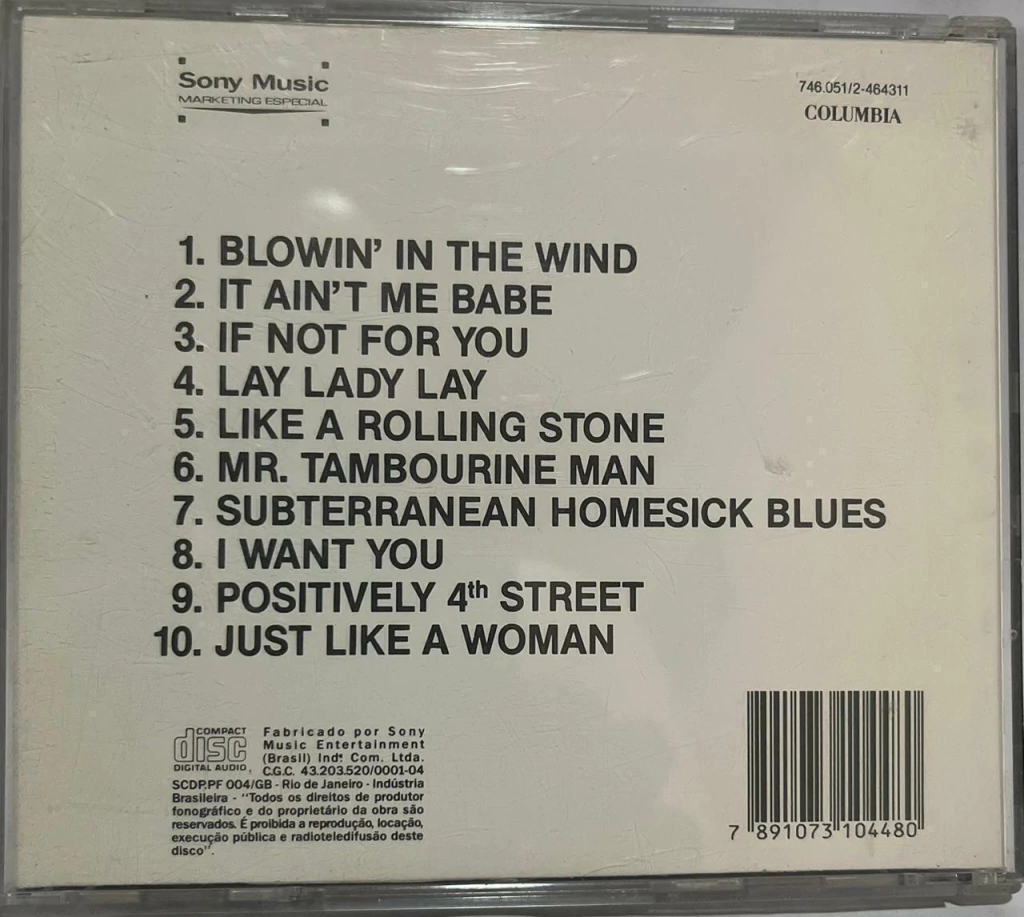 Sony Music
MARKETING ESPECIAL
746.051/2-464311
COLUMBIA
1. BLOWIN' IN THE WIND
2. IT AIN'T ME BABE
3. IF NOT FOR YOU
4. LAY LADY LAY
5. LIKE A ROLLING STONE
6. MR. TAMBOURINE MAN
7. SUBTERRANEAN HOMESICK BLUES
8. I WANT YOU
9. POSITIVELY 4th STREET
10. JUST LIKE A WOMAN
COMPACT
disc
DIGITAL AUDIO
Fabricado por Sony
Music Entertainment
(Brasil) Indª Com. Ltda.
C.G.C. 43.203.520/0001-04
SCDP.PF 004/GB - Rio de Janeiro - Indústria
Brasileira - "Todos os direitos de produtor
fonográfico e do proprietário da obra são
reservados. É proibida a reprodução, locação,
execução pública e radioteledifusão deste
disco".
7 891073 104480